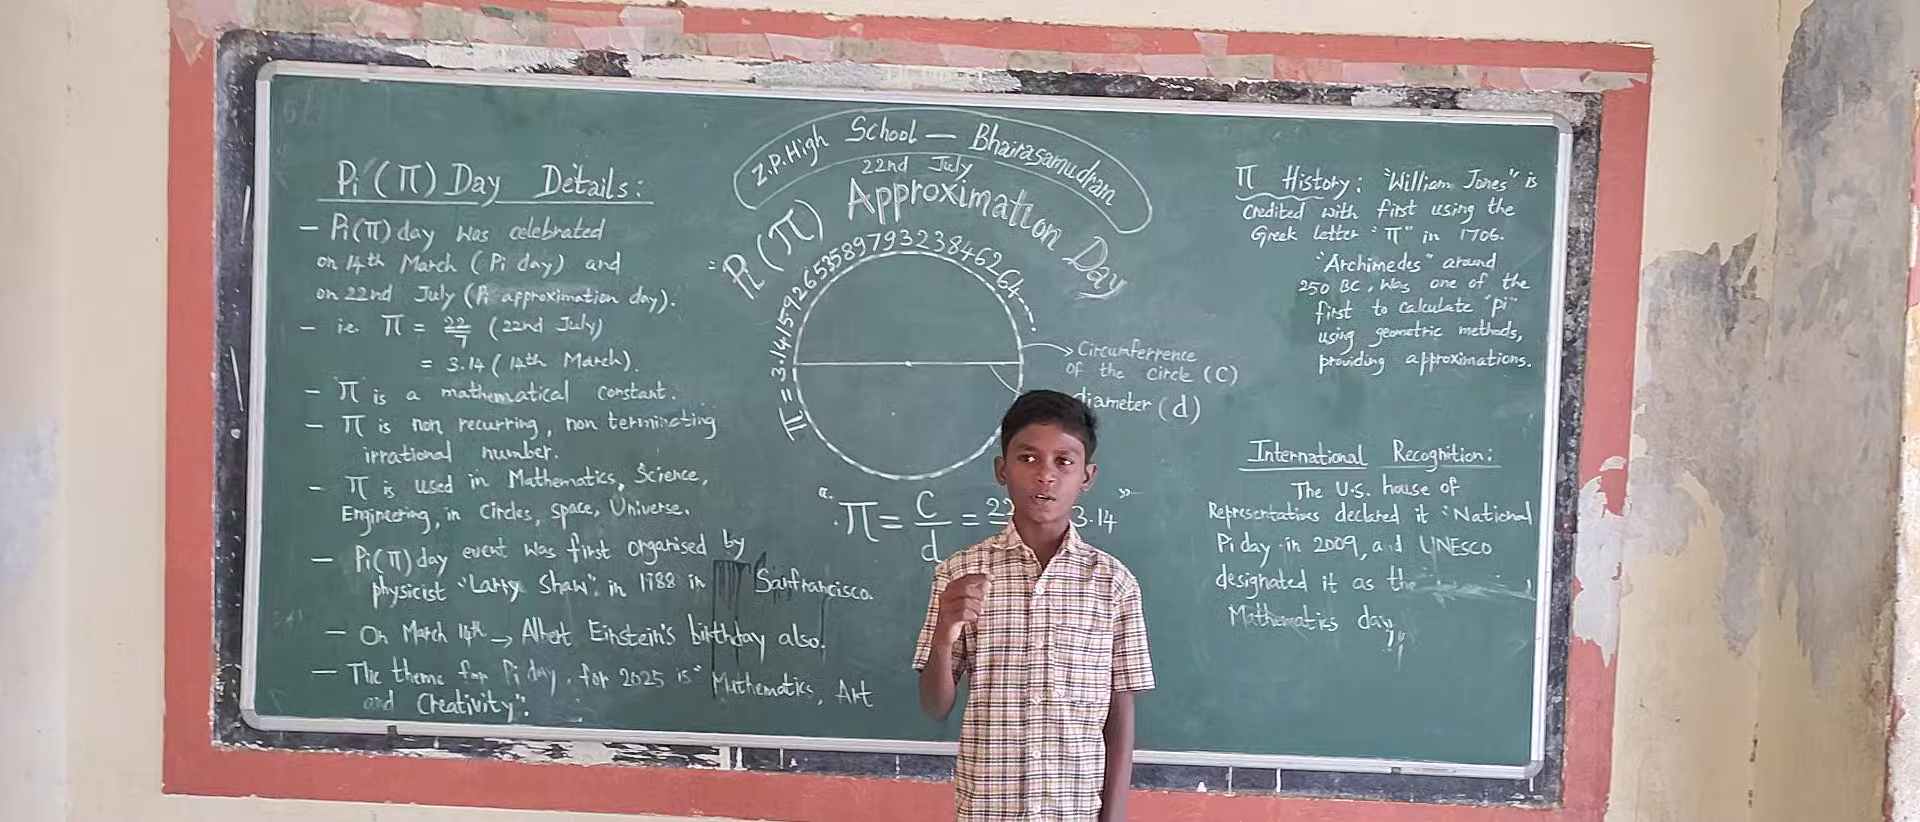 Z.P.High School - Bhairasamudram
22nd July
Pi (π) Approximation Day
π = 3.14159265358979323846264----
Circumferrence
of the circle (C)
diameter (d)
"π = C/d = 22 3.14"
Pi (π) Day Details:
- Pi (π) day was celebrated
on 14th March (Pi day) and
on 22nd July (Pi approximation day).
- ie. π = 22/7 (22nd July)
= 3.14 (14th March).
- π is a mathematical constant.
- π is non recurring, non terminating
irrational number.
- π is used in Mathematics, Science,
Engineering, in circles, space, Universe.
- Pi (π) day event was first organised by
physicist "Larry Shaw". in 1988 in Sanfrancisco.
- On March 14th → Albert Einstein's birthday also.
- The theme for Pi day, for 2025 is "Mathematics, Art
and Creativity".
π History: "William Jones" is
credited with first using the
Greek letter "π" in 1706.
"Archimedes" around
250 BC, was one of the
first to calculate "pi"
using geometric methods,
providing approximations.
International Recognition:
The U.S. house of
Representatives declared it "National
Pi day in 2009, and UNESCO
designated it as the
Mathematics day